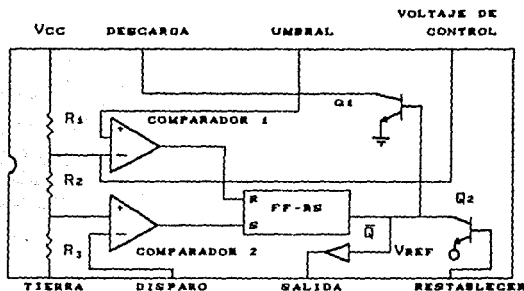 VCC DESCARGA UMBRAL VOLTAJE DE CONTROL
Q1
R1
+
−
COMPARADOR 1
R2
R
S
FF-RS
Q2
+
−
COMPARADOR 2
Q̅
VREF
R3
TIERRA DISPARO SALIDA RESTABLECER